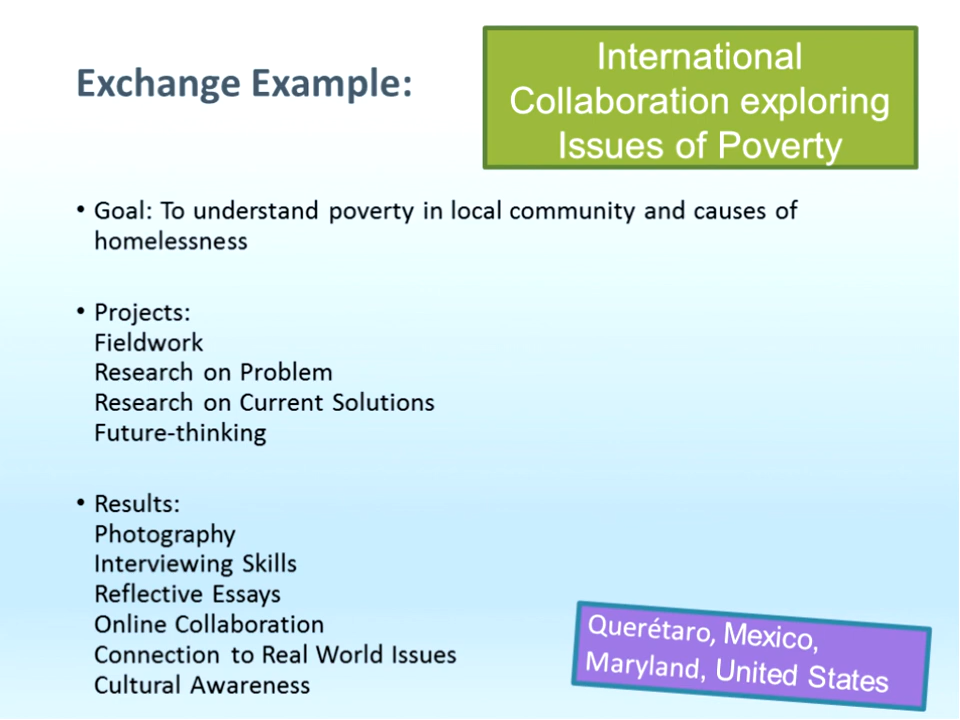 Exchange Example:
International
Collaboration exploring
Issues of Poverty
• Goal: To understand poverty in local community and causes of
homelessness
• Projects:
Fieldwork
Research on Problem
Research on Current Solutions
Future-thinking
• Results:
Photography
Interviewing Skills
Reflective Essays
Online Collaboration
Connection to Real World Issues
Cultural Awareness
Querétaro, Mexico,
Maryland, United States